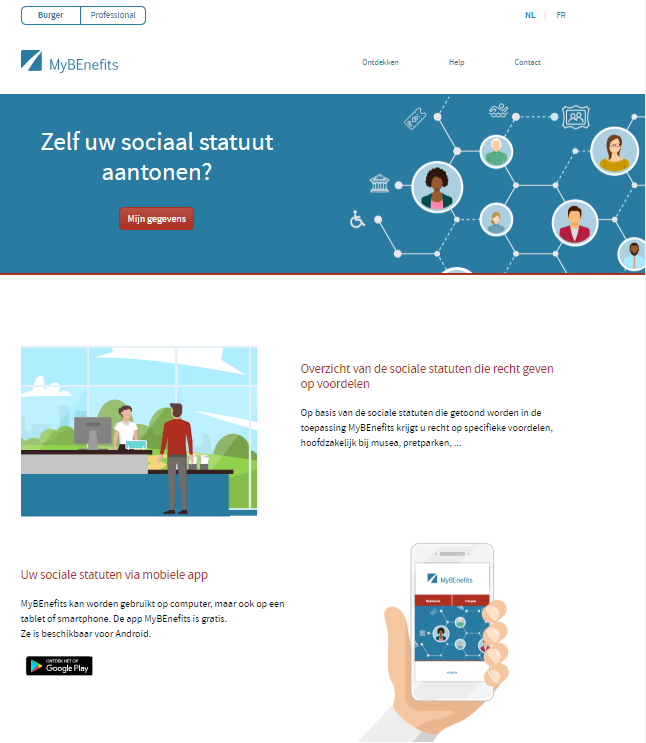 Burger
Professional
NL | FR
MyBEnefits
Ontdekken
Help
Contact
Zelf uw sociaal statuut
aantonen?
Mijn gegevens
Overzicht van de sociale statuten die recht geven
op voordelen
Op basis van de sociale statuten die getoond worden in de
toepassing MyBEnefits krijgt u recht op specifieke voordelen,
hoofdzakelijk bij musea, pretparken, ...
Uw sociale statuten via mobiele app
MyBEnefits kan worden gebruikt op computer, maar ook op een
tablet of smartphone. De app MyBEnefits is gratis.
Ze is beschikbaar voor Android.
ONTDEK HET OP
Google Play
MyBEnefits